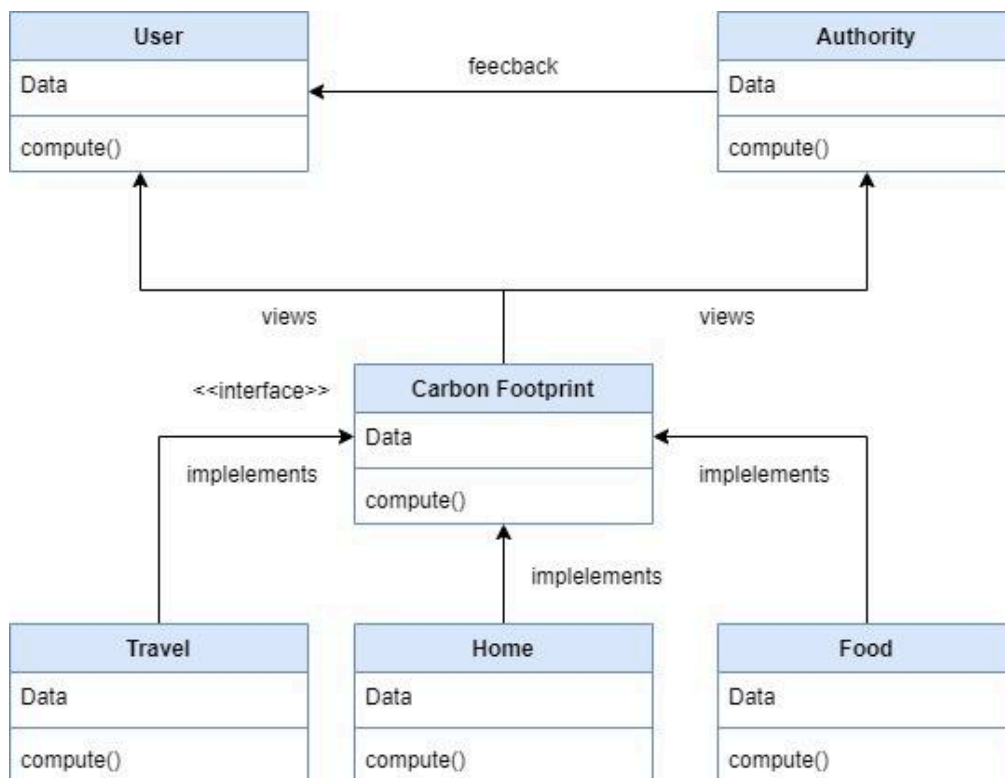 User
Authority
Data
feecback
Data
compute()
compute()
views
views
<<interface>>
Carbon Footprint
Data
implelements
implelements
compute()
implelements
Travel
Home
Food
Data
Data
Data
compute()
compute()
compute()